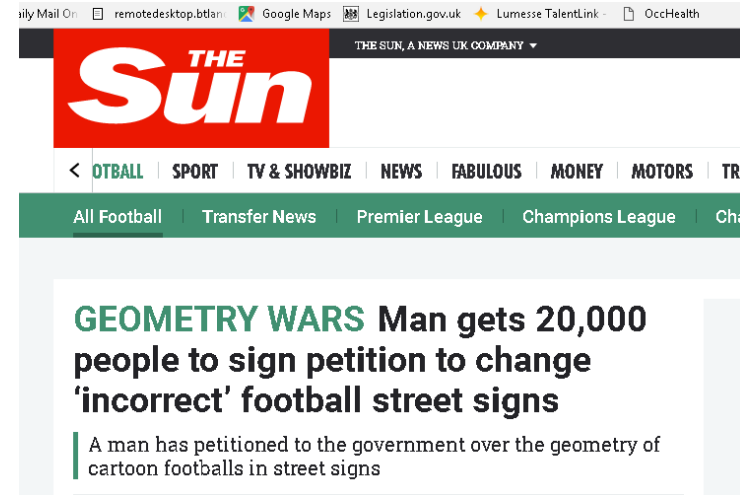 aily Mail On remotedesktop.btlan Google Maps Legislation.gov.uk Lumesse TalentLink - OccHealth
THE SUN, A NEWS UK COMPANY
THE
Sun
< OTBALL SPORT TV & SHOWBIZ NEWS FABULOUS MONEY MOTORS TR
All Football Transfer News Premier League Champions League Cha
GEOMETRY WARS Man gets 20,000
people to sign petition to change
‘incorrect’ football street signs
A man has petitioned to the government over the geometry of
cartoon footballs in street signs